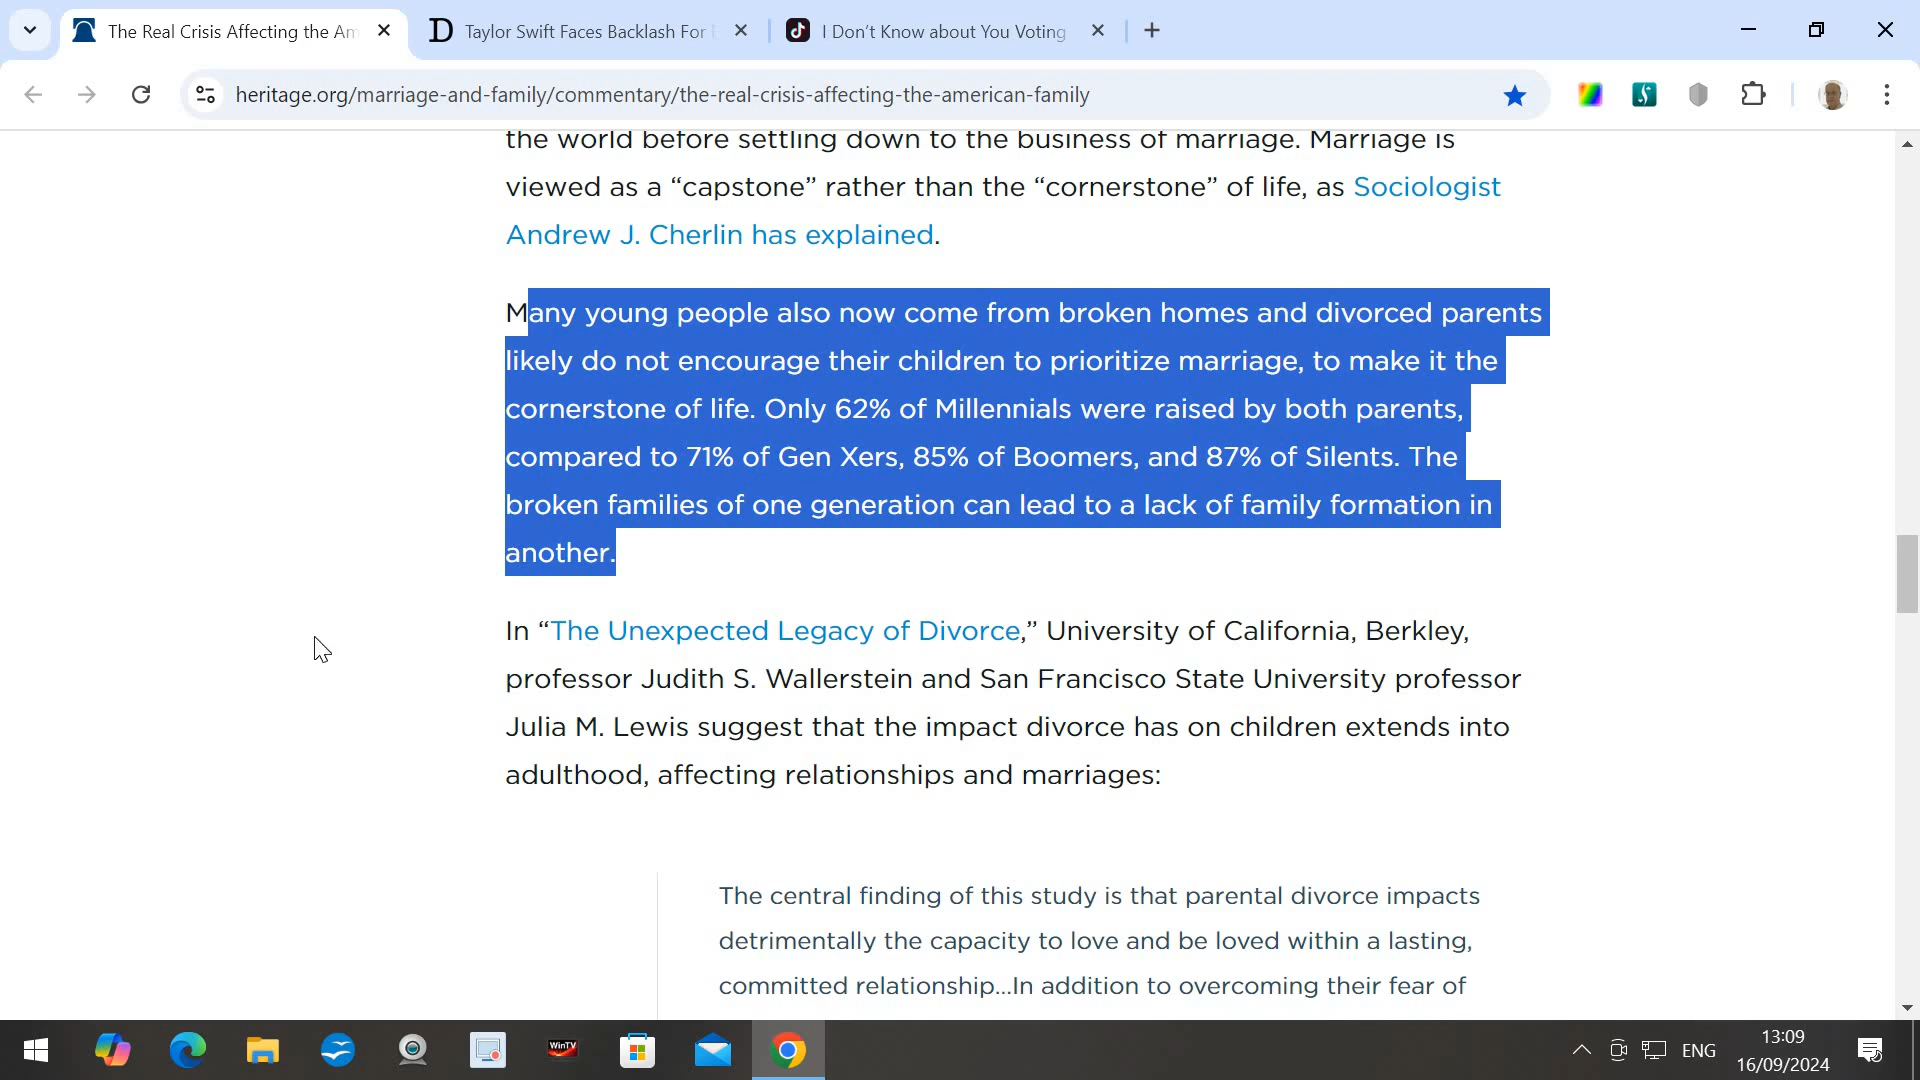 The Real Crisis Affecting the Am
Taylor Swift Faces Backlash For
I Don't Know about You Voting
heritage.org/marriage-and-family/commentary/the-real-crisis-affecting-the-american-family
the world before settling down to the business of marriage. Marriage is
viewed as a “capstone” rather than the “cornerstone” of life, as Sociologist
Andrew J. Cherlin has explained.
Many young people also now come from broken homes and divorced parents
likely do not encourage their children to prioritize marriage, to make it the
cornerstone of life. Only 62% of Millennials were raised by both parents,
compared to 71% of Gen Xers, 85% of Boomers, and 87% of Silents. The
broken families of one generation can lead to a lack of family formation in
another.
In “The Unexpected Legacy of Divorce,” University of California, Berkley,
professor Judith S. Wallerstein and San Francisco State University professor
Julia M. Lewis suggest that the impact divorce has on children extends into
adulthood, affecting relationships and marriages:
The central finding of this study is that parental divorce impacts
detrimentally the capacity to love and be loved within a lasting,
committed relationship...In addition to overcoming their fear of
WinTV
ENG
13:09
16/09/2024